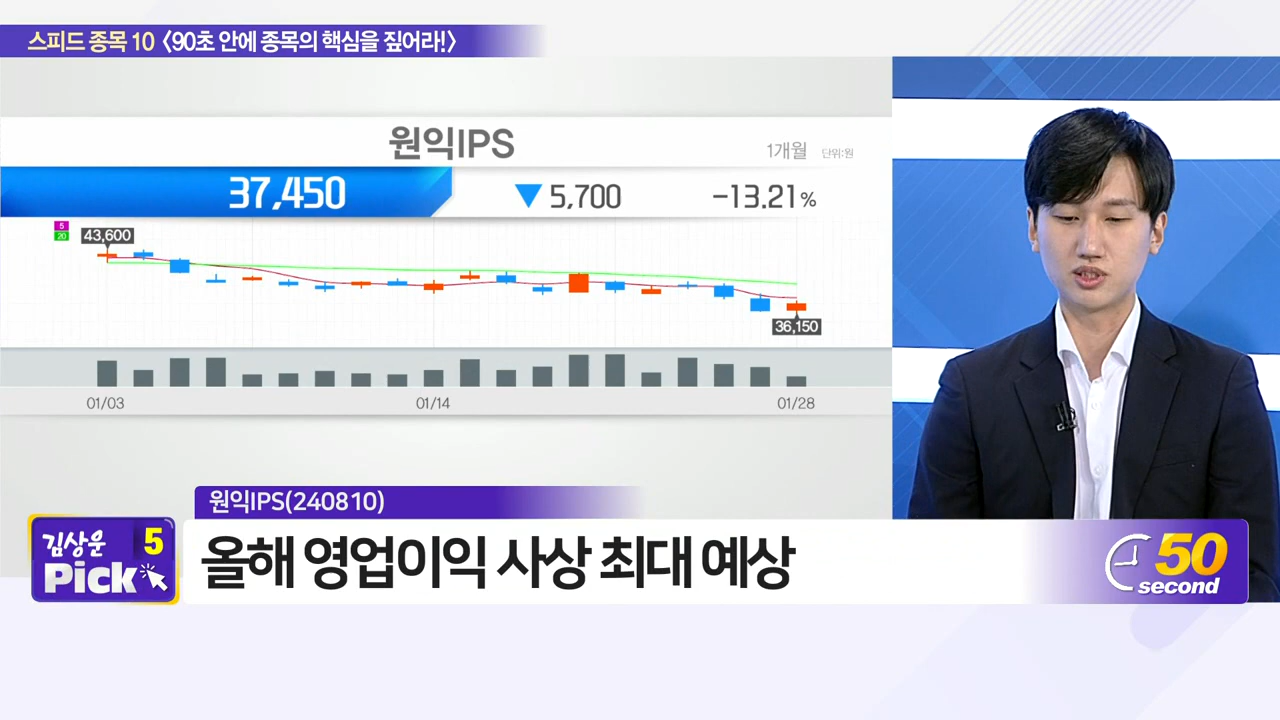 스피드 종목 10 〈90초 안에 종목의 핵심을 짚어라!〉
원익IPS
1개월 단위:원
37,450 ▼ 5,700 -13.21%
5
20
43,600
36,150
01/03 01/14 01/28
원익IPS(240810)
김상운 5
Pick
올해 영업이익 사상 최대 예상
50
second